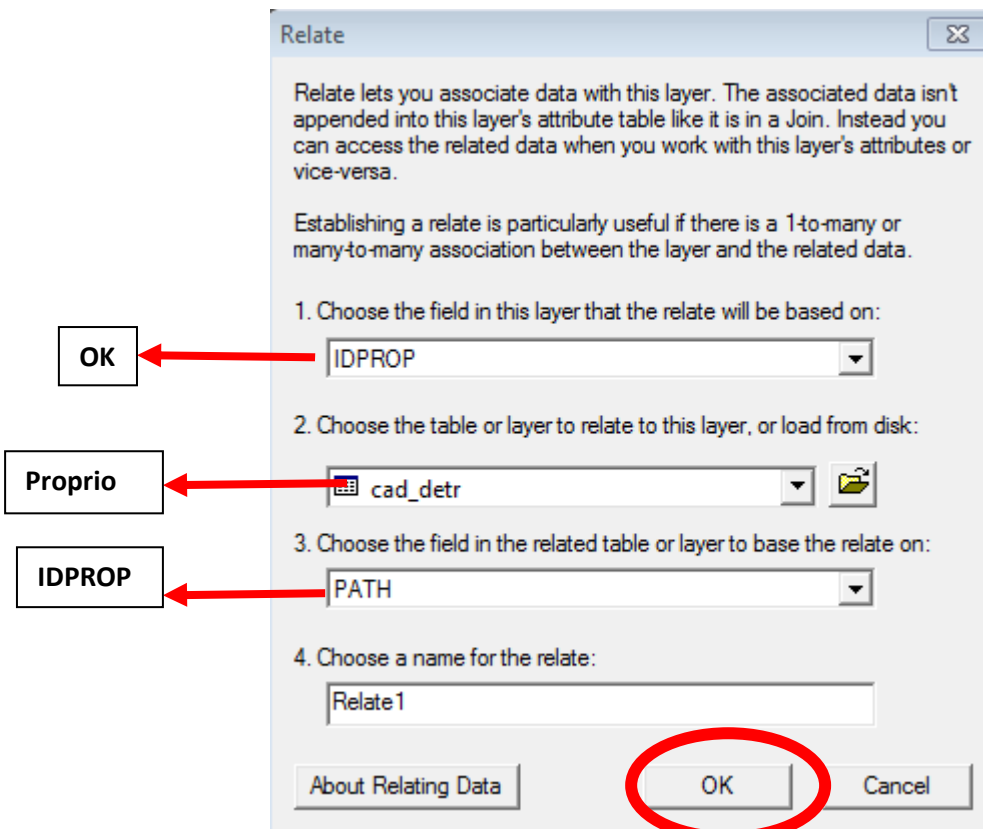 Relate
Relate lets you associate data with this layer. The associated data isn't
appended into this layer's attribute table like it is in a Join. Instead you
can access the related data when you work with this layer's attributes or
vice-versa.
Establishing a relate is particularly useful if there is a 1-to-many or
many-to-many association between the layer and the related data.
1. Choose the field in this layer that the relate will be based on:
OK
IDPROP
2. Choose the table or layer to relate to this layer, or load from disk:
Proprio
cad_detr
3. Choose the field in the related table or layer to base the relate on:
IDPROP
PATH
4. Choose a name for the relate:
Relate1
About Relating Data
OK
Cancel